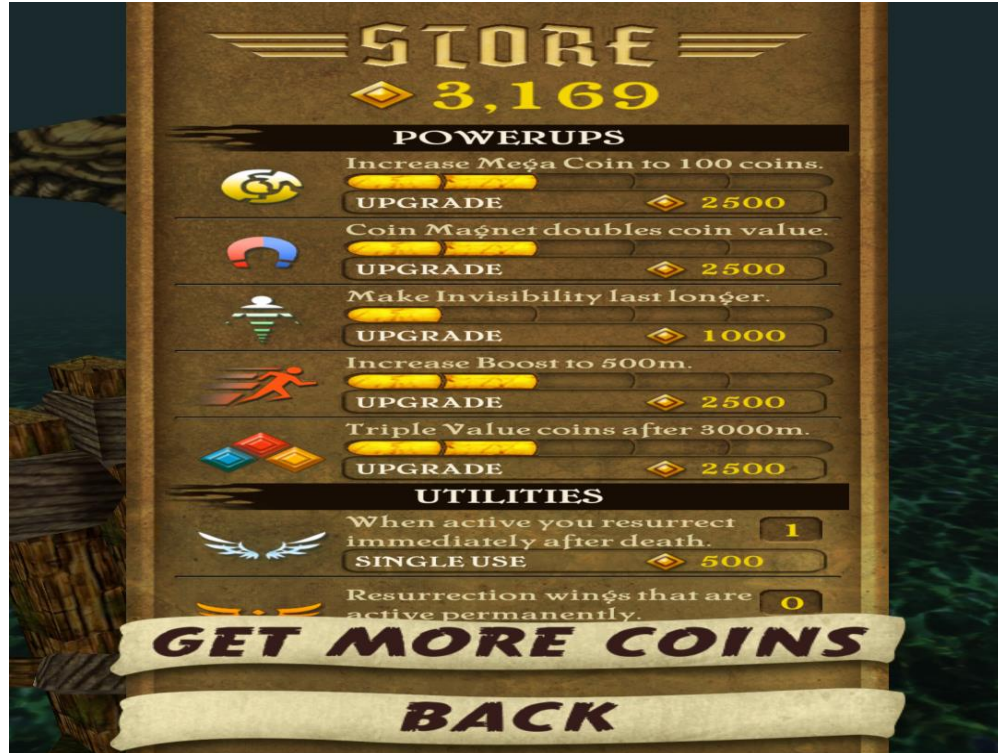 STORE
3,169
POWERUPS
Increase Mega Coin to 100 coins.
UPGRADE 2500
Coin Magnet doubles coin value.
UPGRADE 2500
Make Invisibility last longer.
UPGRADE 1000
Increase Boost to 500m.
UPGRADE 2500
Triple Value coins after 3000m.
UPGRADE 2500
UTILITIES
When active you resurrect
immediately after death. 1
SINGLE USE 500
Resurrection wings that are
active permanently. 0
GET MORE COINS
BACK